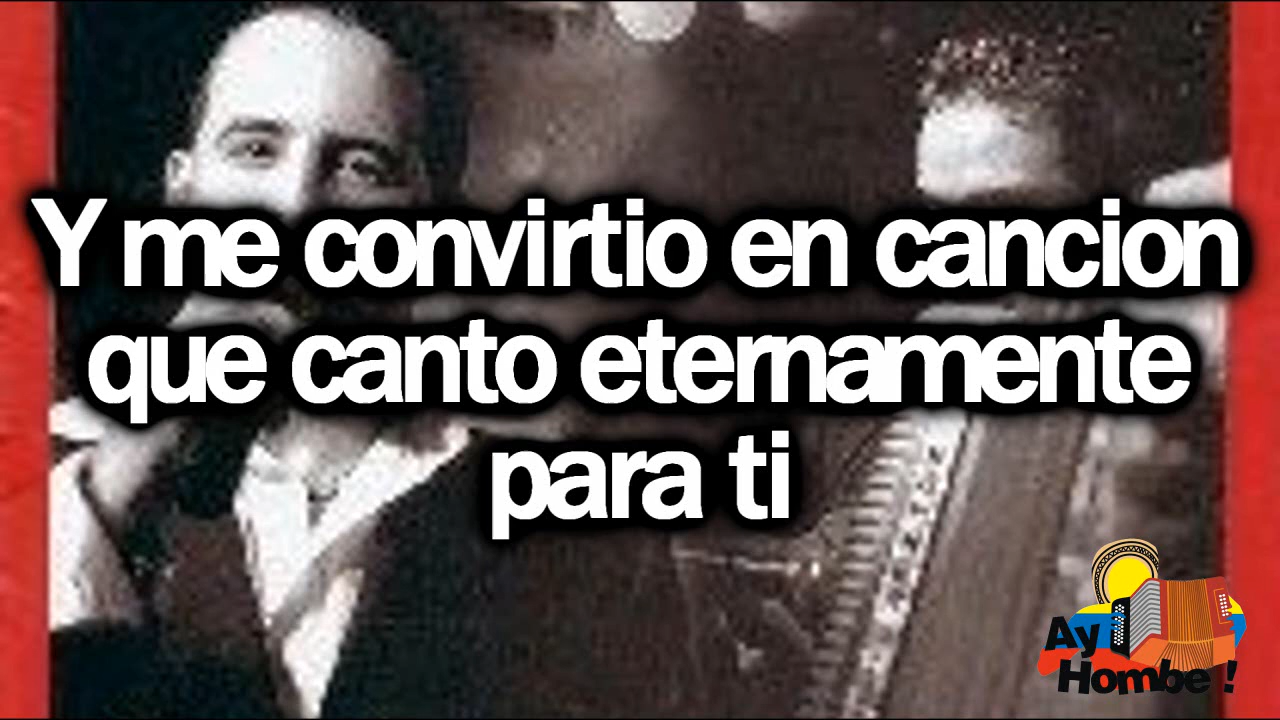 Y me convirtio en cancion
que canto eternamente
para ti
Ay
Hombe !